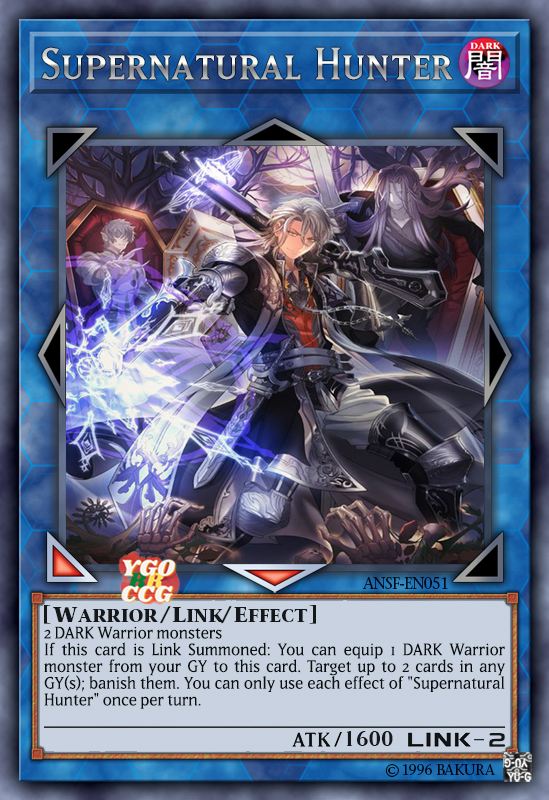 SUPERNATURAL HUNTER
DARK
闇
YGO
BR
CCG
ANSF-EN051
[WARRIOR/LINK/EFFECT]
2 DARK Warrior monsters
If this card is Link Summoned: You can equip 1 DARK Warrior
monster from your GY to this card. Target up to 2 cards in any
GY(s); banish them. You can only use each effect of "Supernatural
Hunter" once per turn.
ATK/1600 LINK-2
©1996 BAKURA